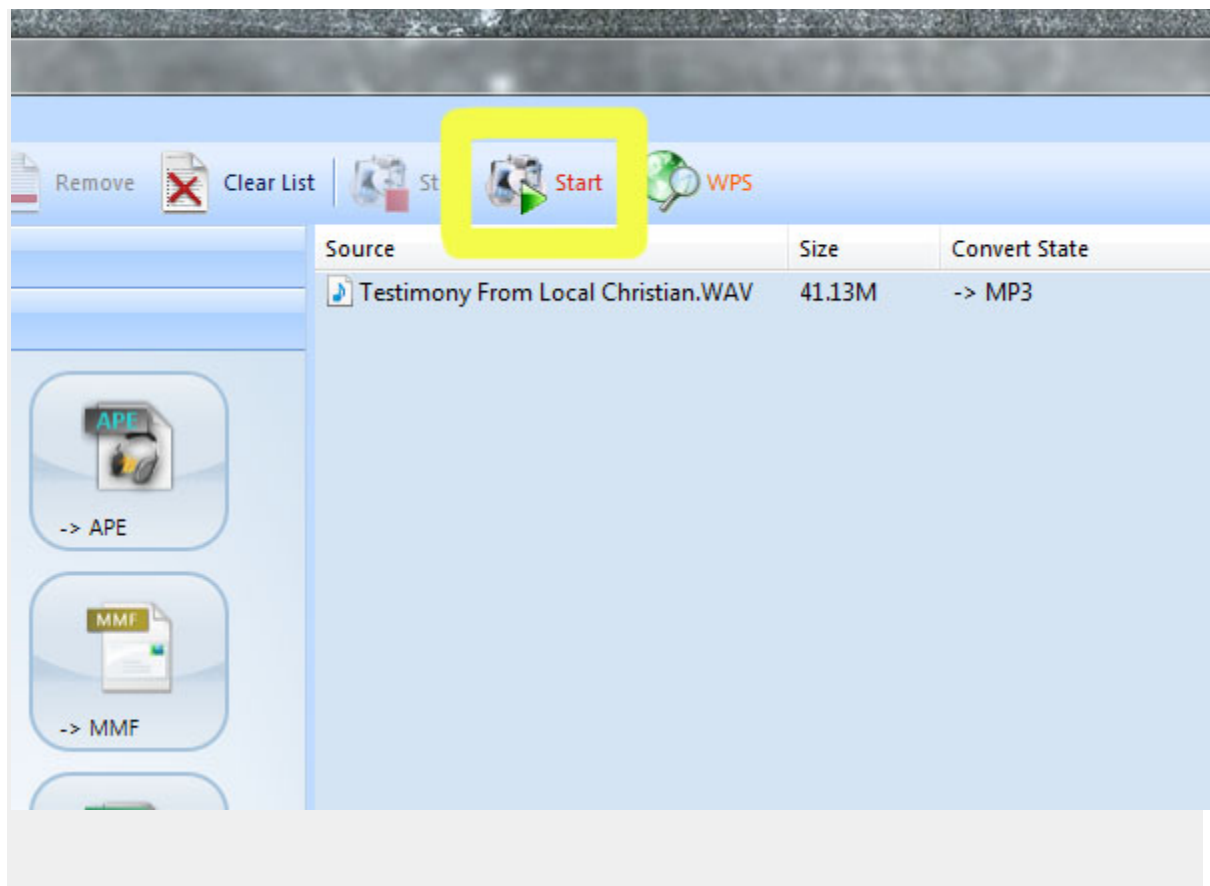 Remove Clear List St Start WPS
Source Size Convert State
Testimony From Local Christian.WAV 41.13M -> MP3
APE
-> APE
MMF
-> MMF